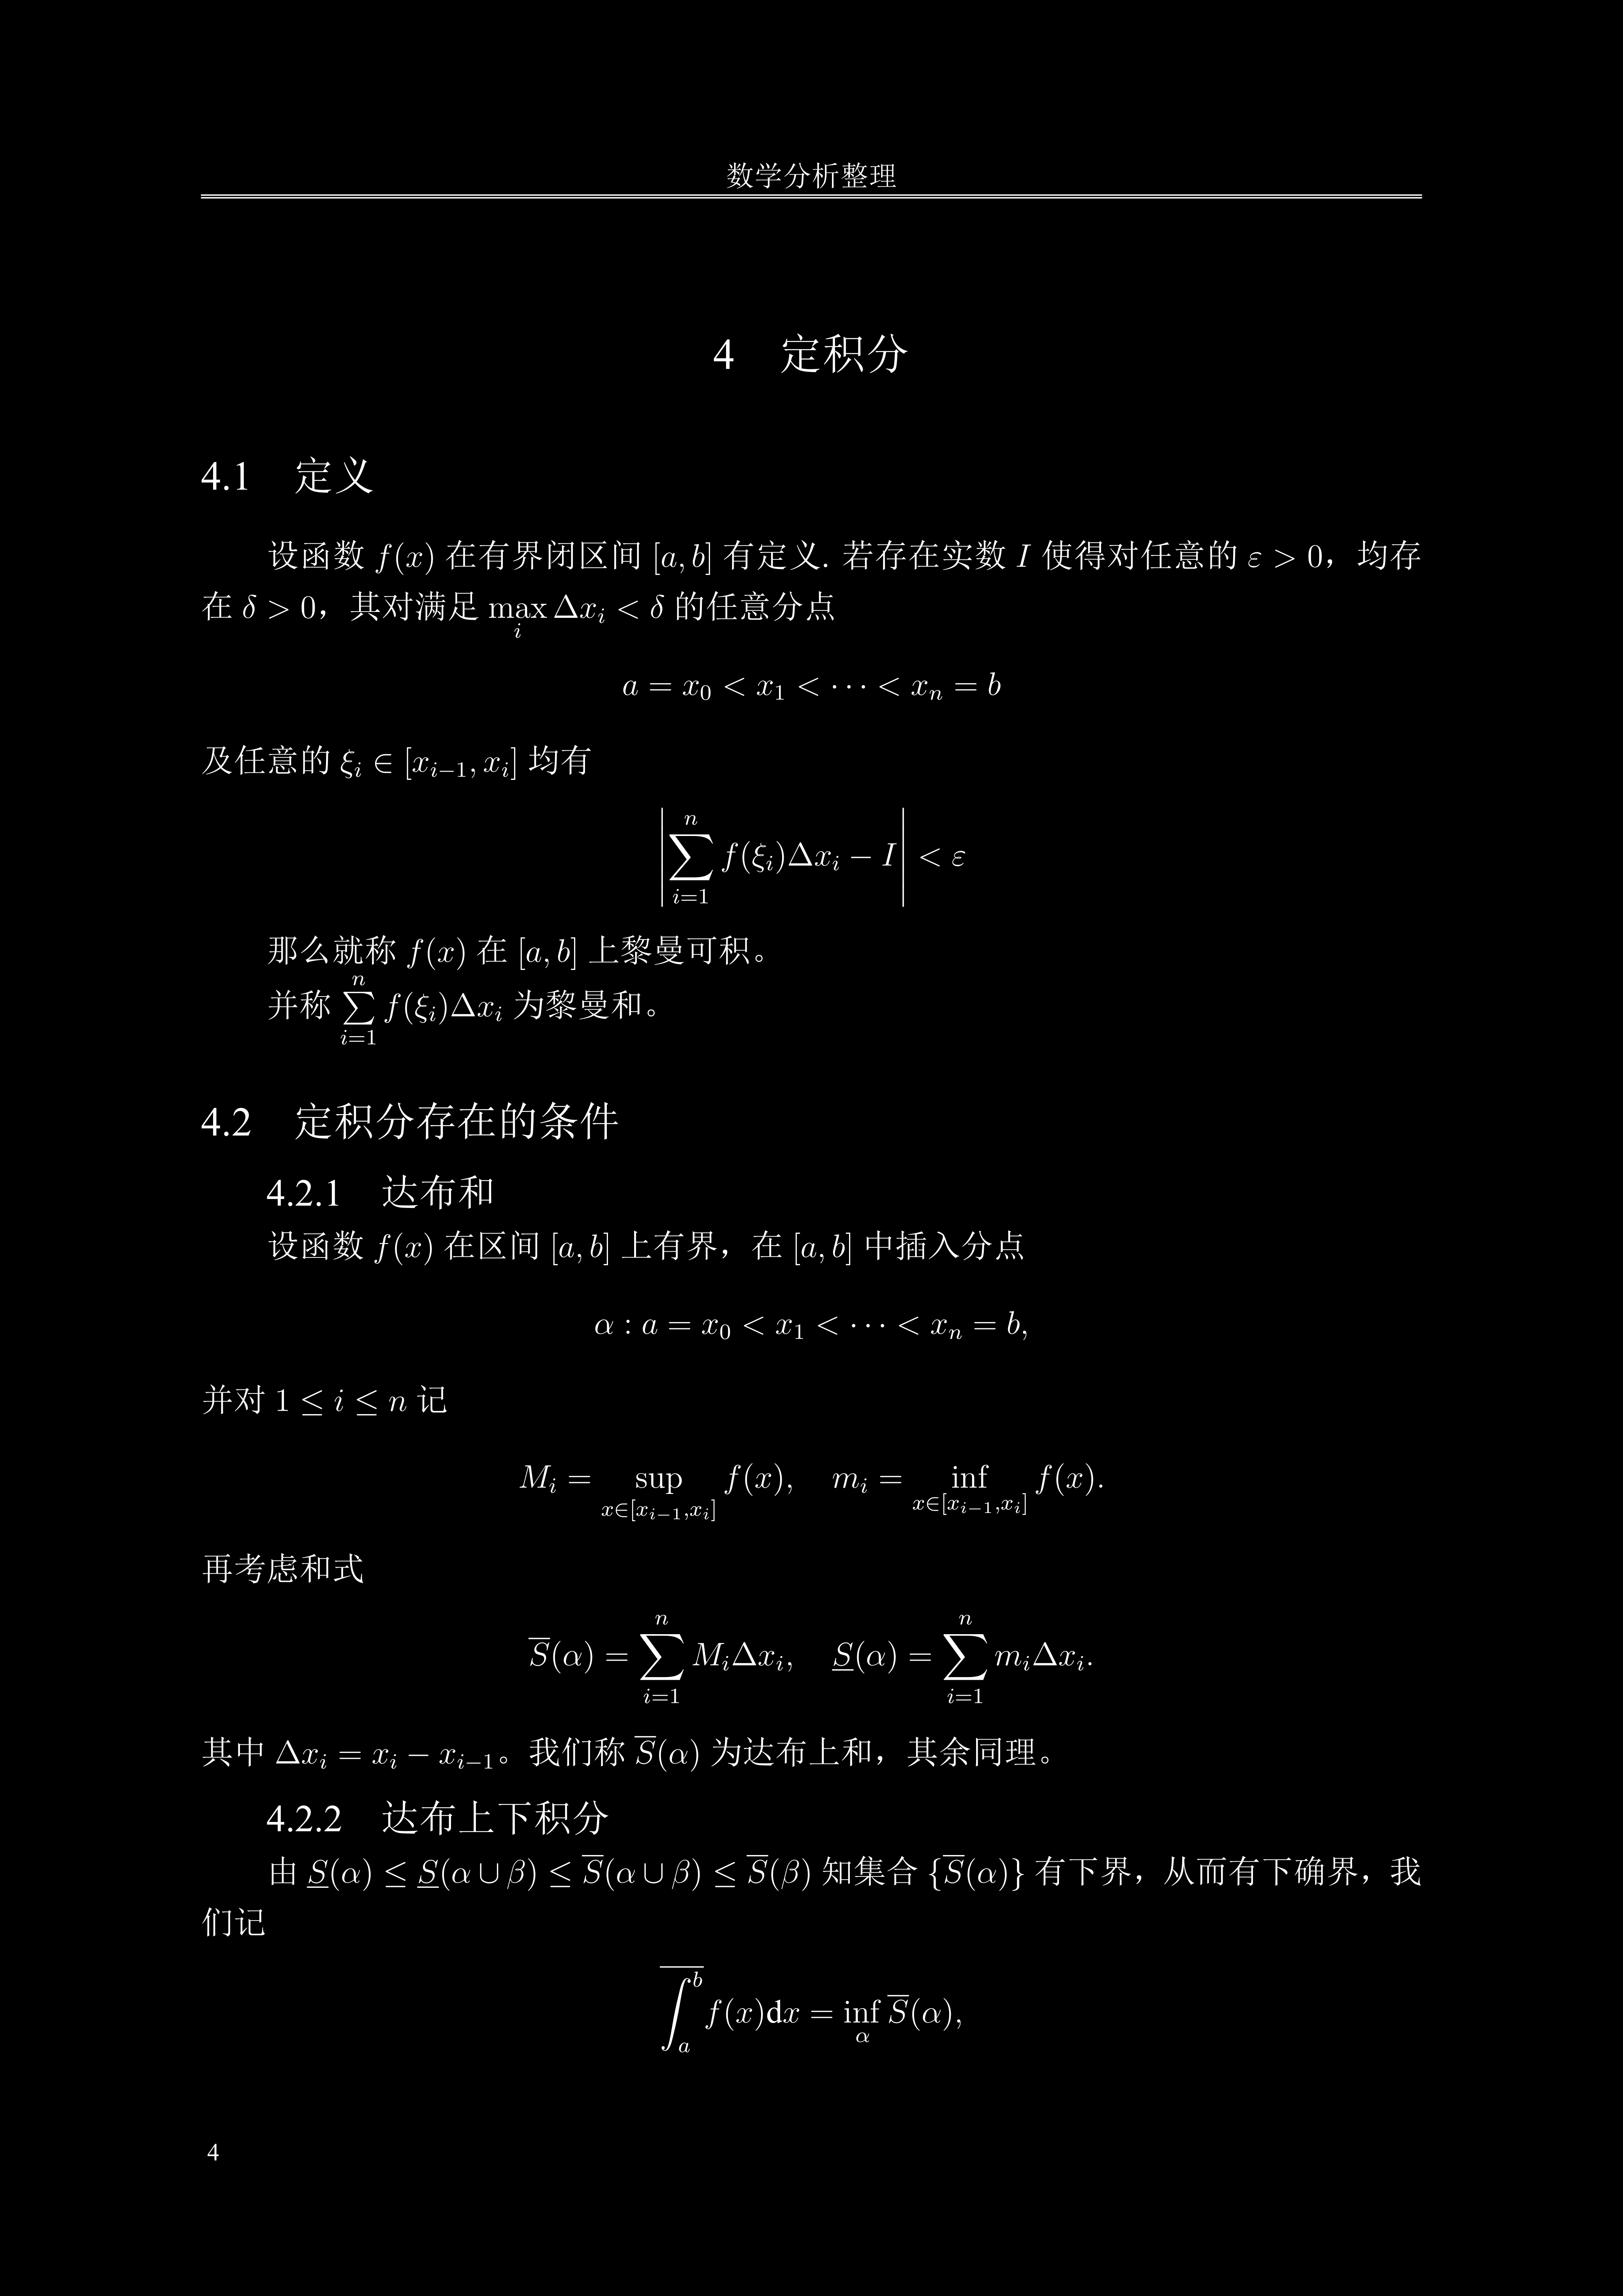 数学分析整理
4 定积分
4.1 定义
设函数 $f(x)$ 在有界闭区间 $[a,b]$ 有定义. 若存在实数 $I$ 使得对任意的 $\varepsilon > 0$，均存
在 $\delta > 0$，其对满足 $\max\limits_i \Delta x_i < \delta$ 的任意分点
$a = x_0 < x_1 < \cdots < x_n = b$
及任意的 $\xi_i \in [x_{i-1}, x_i]$ 均有
$\left| \sum_{i=1}^{n} f(\xi_i) \Delta x_i - I \right| < \varepsilon$
那么就称 $f(x)$ 在 $[a,b]$ 上黎曼可积。
并称 $\sum\limits_{i=1}^{n} f(\xi_i) \Delta x_i$ 为黎曼和。
4.2 定积分存在的条件
4.2.1 达布和
设函数 $f(x)$ 在区间 $[a,b]$ 上有界，在 $[a,b]$ 中插入分点
$\alpha : a = x_0 < x_1 < \cdots < x_n = b,$
并对 $1 \leq i \leq n$ 记
$M_i = \sup_{x \in [x_{i-1}, x_i]} f(x), \quad m_i = \inf_{x \in [x_{i-1}, x_i]} f(x).$
再考虑和式
$\overline{S}(\alpha) = \sum_{i=1}^{n} M_i \Delta x_i, \quad \underline{S}(\alpha) = \sum_{i=1}^{n} m_i \Delta x_i.$
其中 $\Delta x_i = x_i - x_{i-1}$。我们称 $\overline{S}(\alpha)$ 为达布上和，其余同理。
4.2.2 达布上下积分
由 $\underline{S}(\alpha) \leq \underline{S}(\alpha \cup \beta) \leq \overline{S}(\alpha \cup \beta) \leq \overline{S}(\beta)$ 知集合 $\{\overline{S}(\alpha)\}$ 有下界，从而有下确界，我
们记
$\overline{\int_a^b} f(x) \mathrm{d}x = \inf_{\alpha} \overline{S}(\alpha),$
4